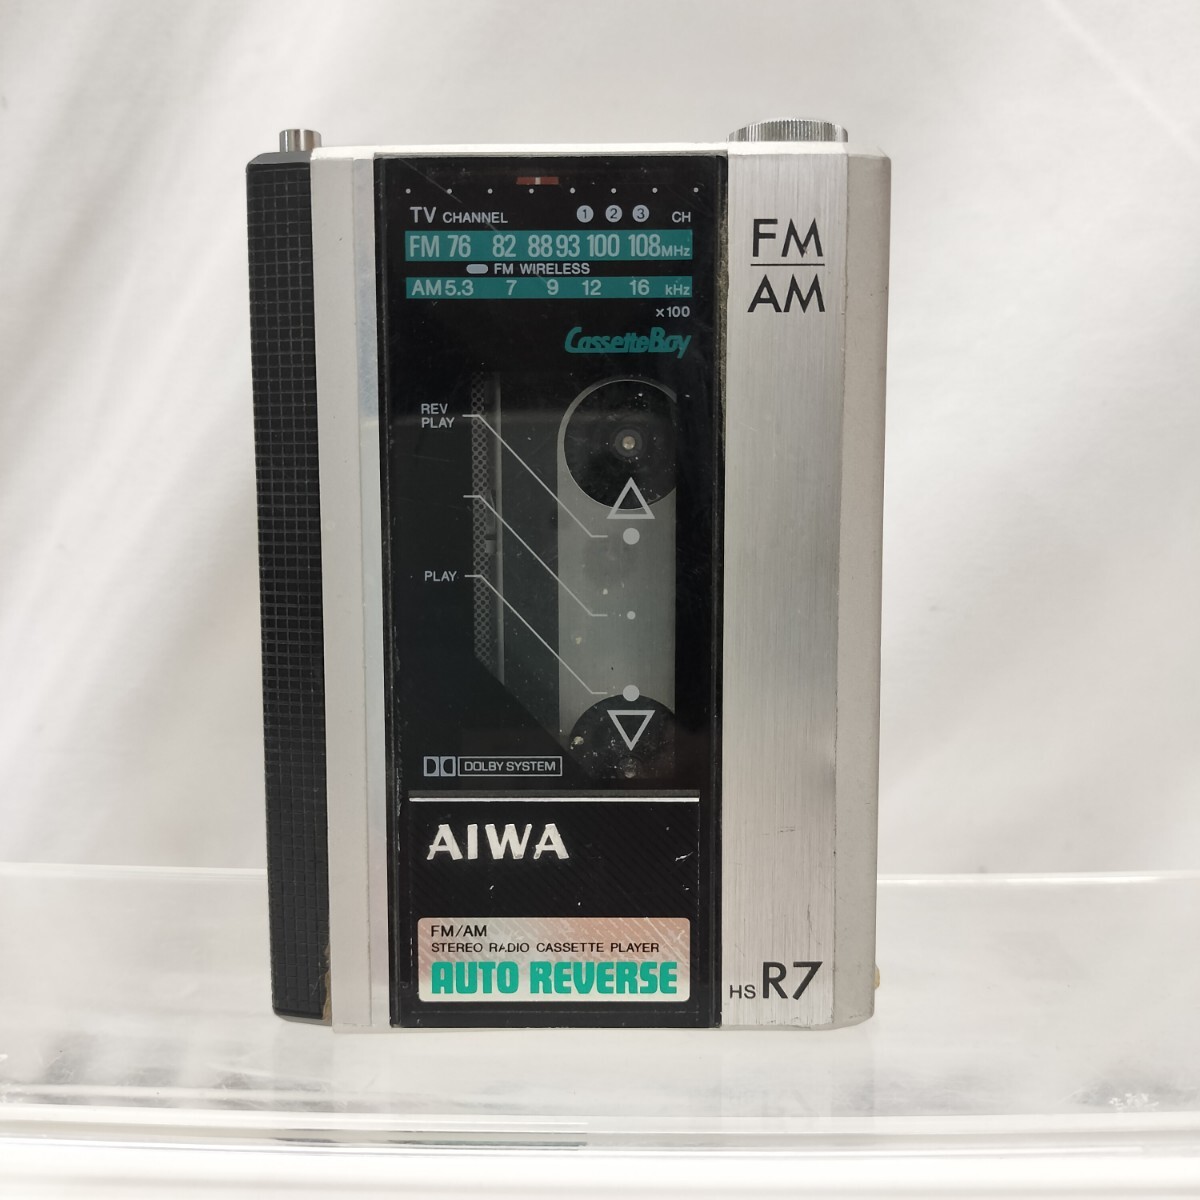 TV CHANNEL 1 2 3 CH
FM 76 82 88 93 100 108 MHz
FM WIRELESS
AM 5.3 7 9 12 16 kHz
x100
CassetteBoy
FM
AM
REV
PLAY
PLAY
DOLBY SYSTEM
AIWA
FM/AM
STEREO RADIO CASSETTE PLAYER
AUTO REVERSE
HS R7